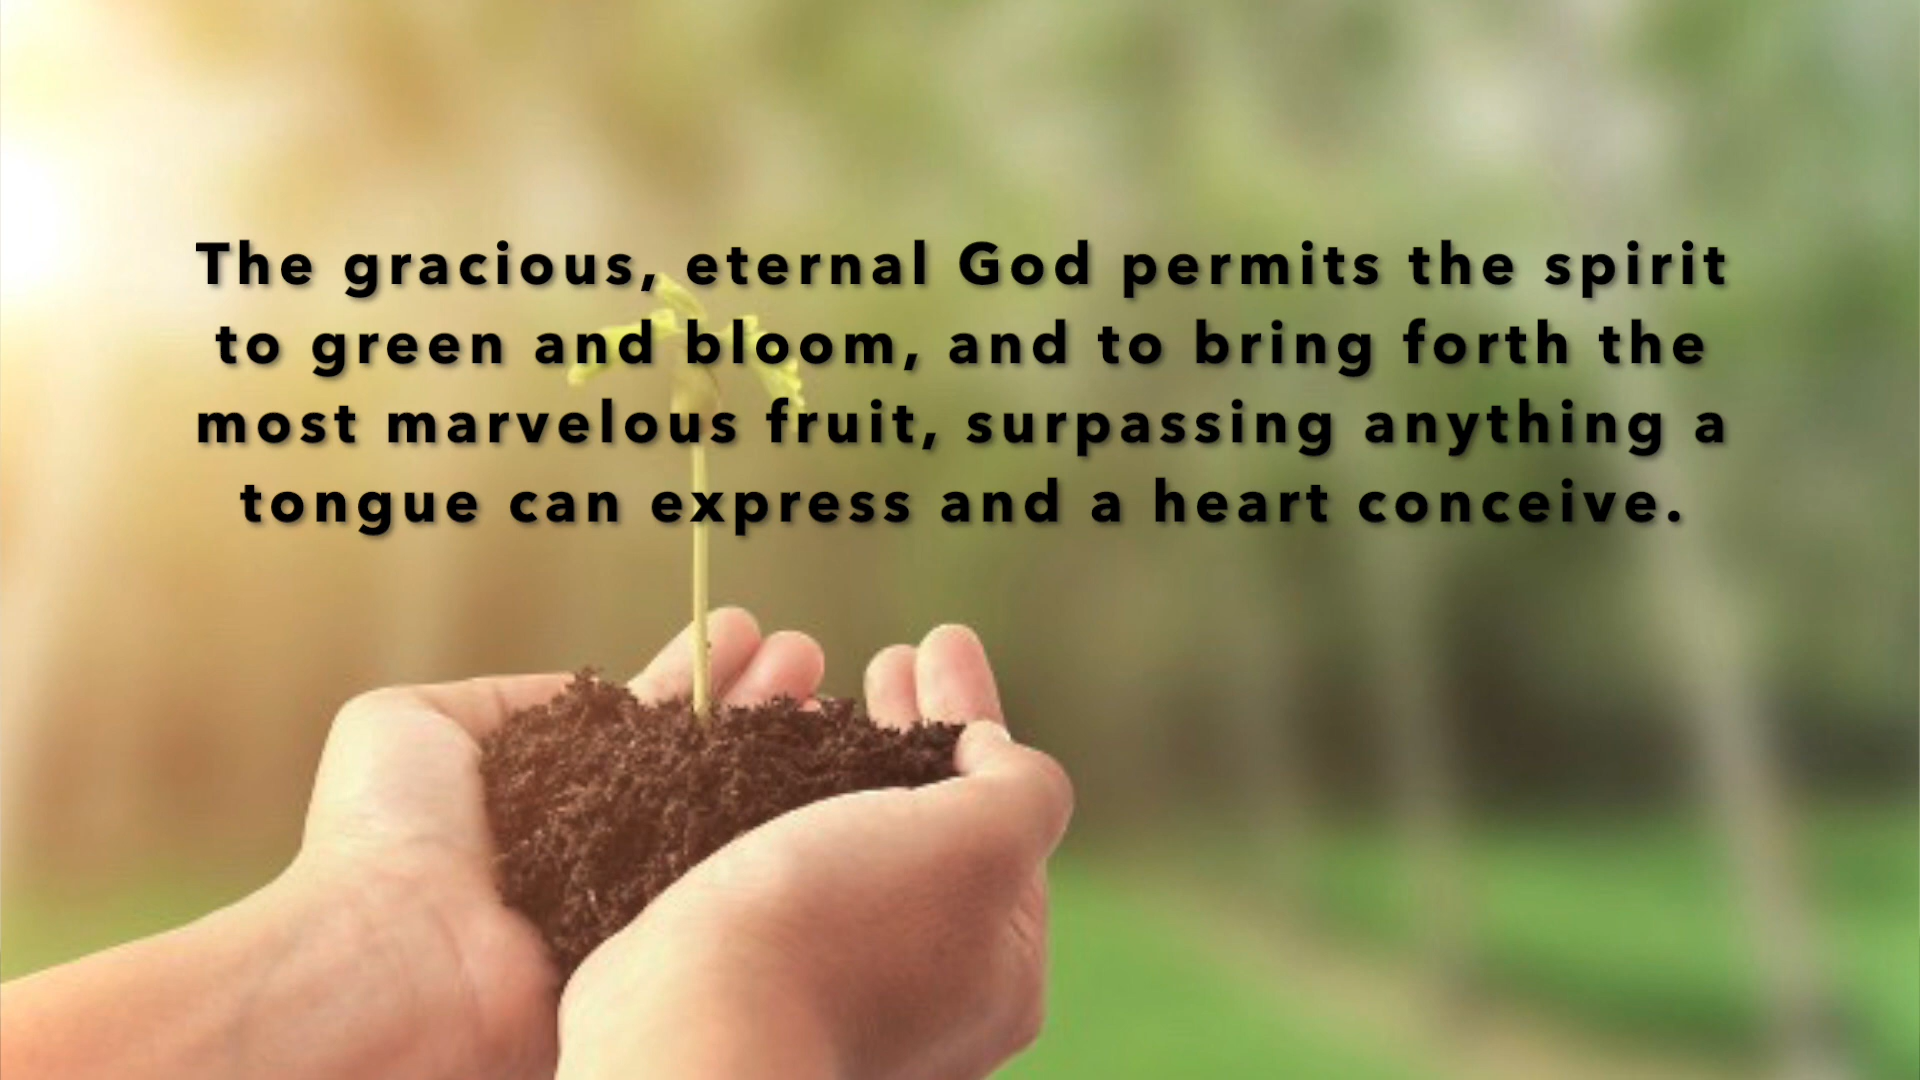 The gracious, eternal God permits the spirit
to green and bloom, and to bring forth the
most marvelous fruit, surpassing anything a
tongue can express and a heart conceive.